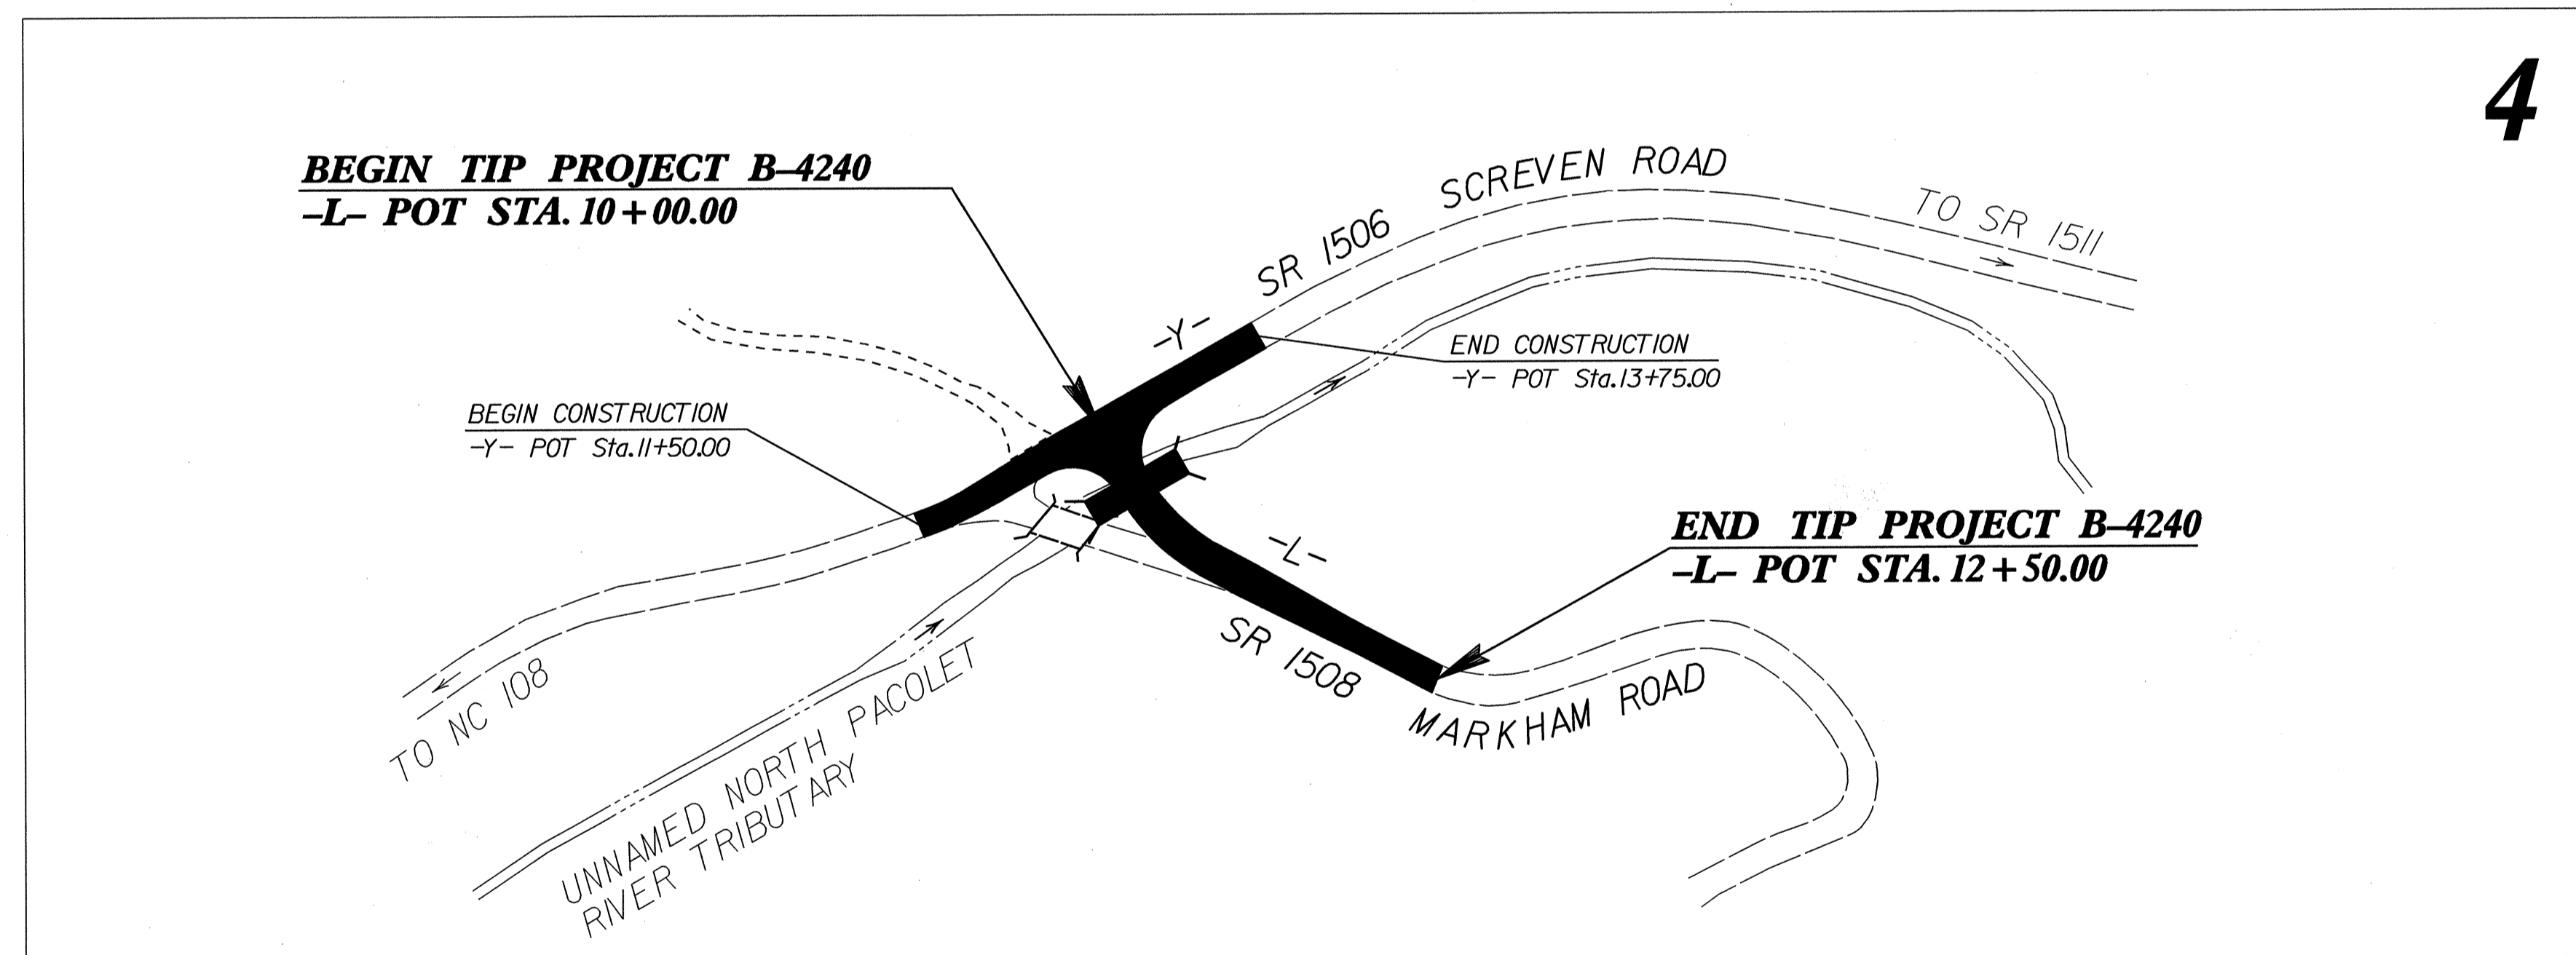 4
BEGIN TIP PROJECT B-4240
-L- POT STA. 10+00.00
SR 1506 SCREVEN ROAD
TO SR 1511
-Y-
END CONSTRUCTION
-Y- POT Sta.13+75.00
BEGIN CONSTRUCTION
-Y- POT Sta.11+50.00
END TIP PROJECT B-4240
-L- POT STA. 12+50.00
-L-
SR 1508
MARKHAM ROAD
TO NC 108
UNNAMED NORTH PACOLET
RIVER TRIBUTARY